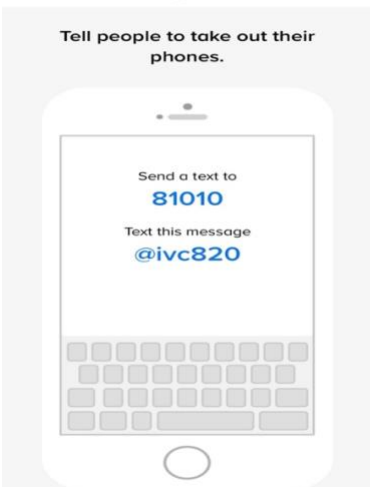 Tell people to take out their
phones.
Send a text to
81010
Text this message
@ivc820